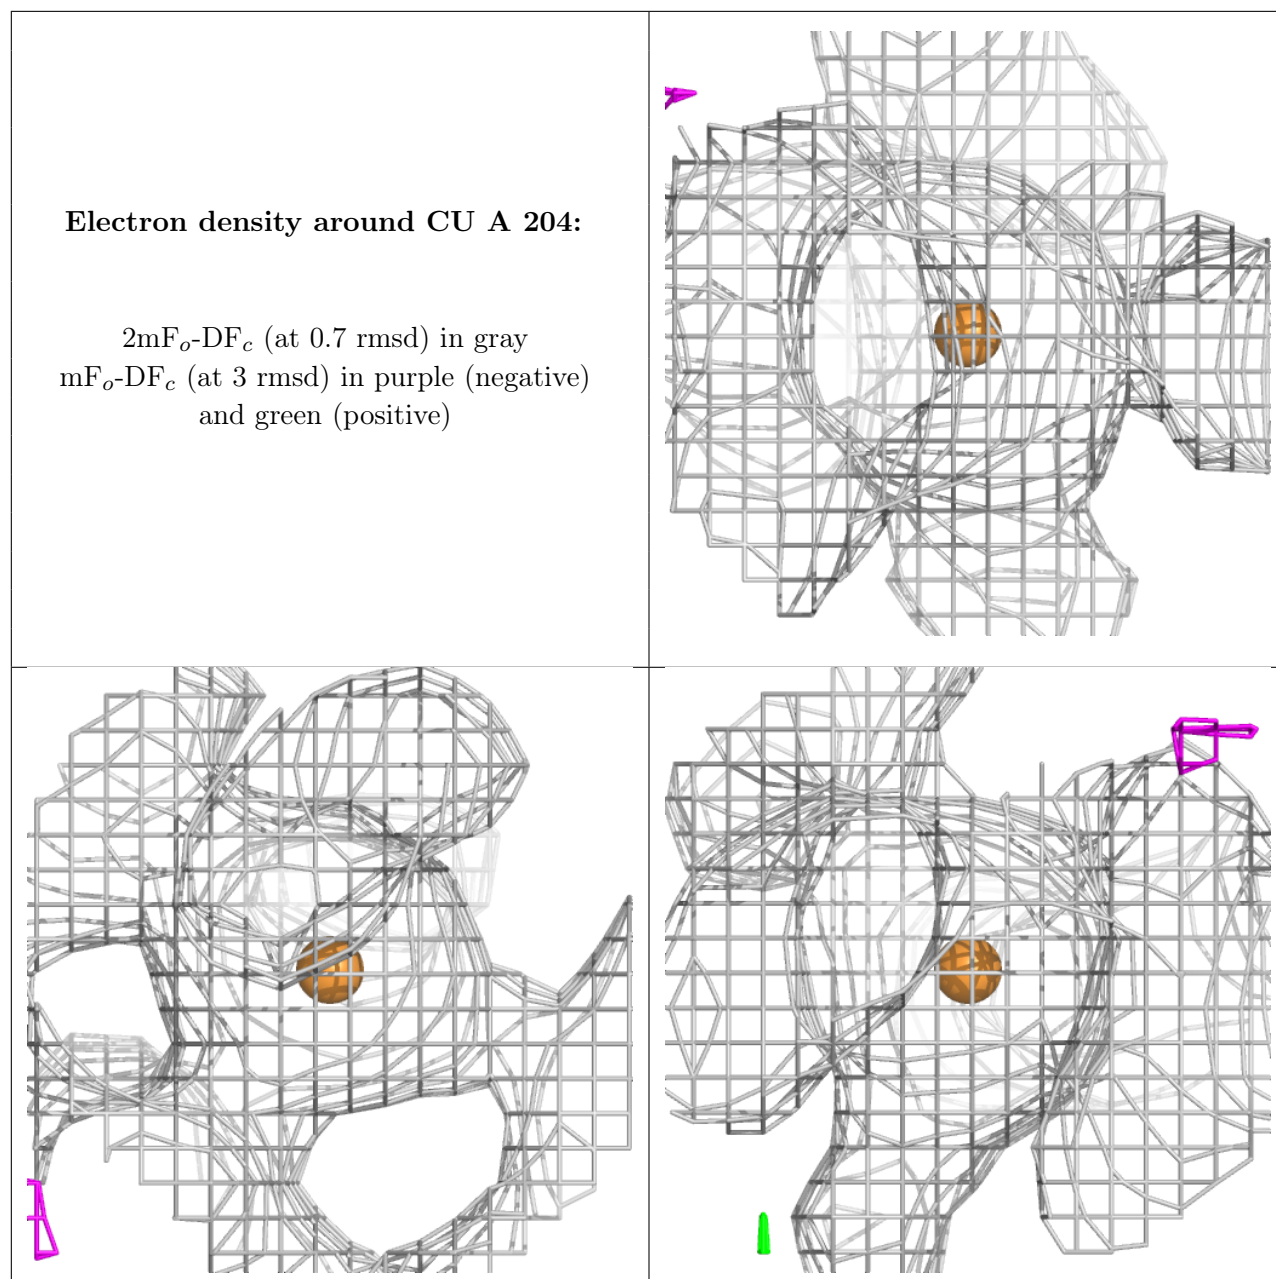 Electron density around CU A 204:
2mFo-DFc (at 0.7 rmsd) in gray
mFo-DFc (at 3 rmsd) in purple (negative)
and green (positive)